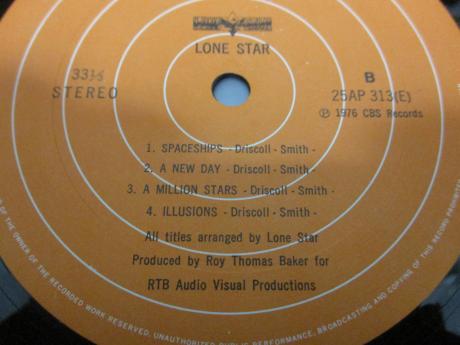 LONE STAR
33⅓
STEREO
B
25AP 313(E)
Ⓟ 1976 CBS Records
1. SPACESHIPS - Driscoll - Smith -
2. A NEW DAY - Driscoll - Smith -
3. A MILLION STARS - Driscoll - Smith -
4. ILLUSIONS - Driscoll - Smith -
All titles arranged by Lone Star
Produced by Roy Thomas Baker for
RTB Audio Visual Productions
OF THE OWNER OF THE RECORDED WORK RESERVED. UNAUTHORIZED PUBLIC PERFORMANCE, BROADCASTING AND COPYING OF THIS RECORD PROHIBITED